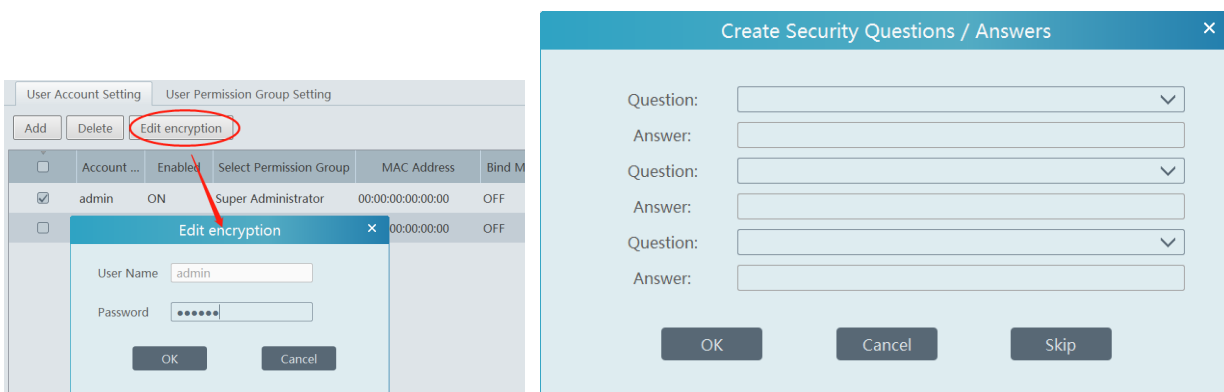 User Account Setting User Permission Group Setting
Add Delete Edit encryption
Account ... Enabled Select Permission Group MAC Address Bind M
admin ON Super Administrator 00:00:00:00:00:00 OFF
00:00:00:00 OFF
Edit encryption ×
User Name admin
Password ●●●●●●
OK Cancel
Create Security Questions / Answers ×
Question:
Answer:
Question:
Answer:
Question:
Answer:
OK Cancel Skip